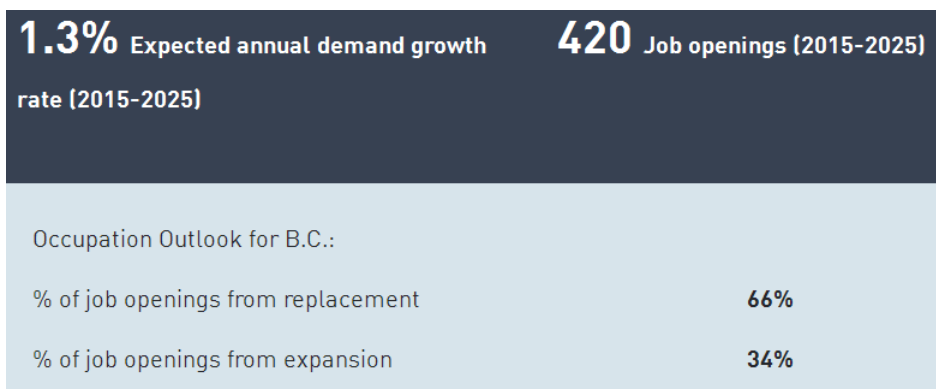 1.3% Expected annual demand growth
rate (2015-2025)
420 Job openings (2015-2025)
Occupation Outlook for B.C.:
% of job openings from replacement 66%
% of job openings from expansion 34%